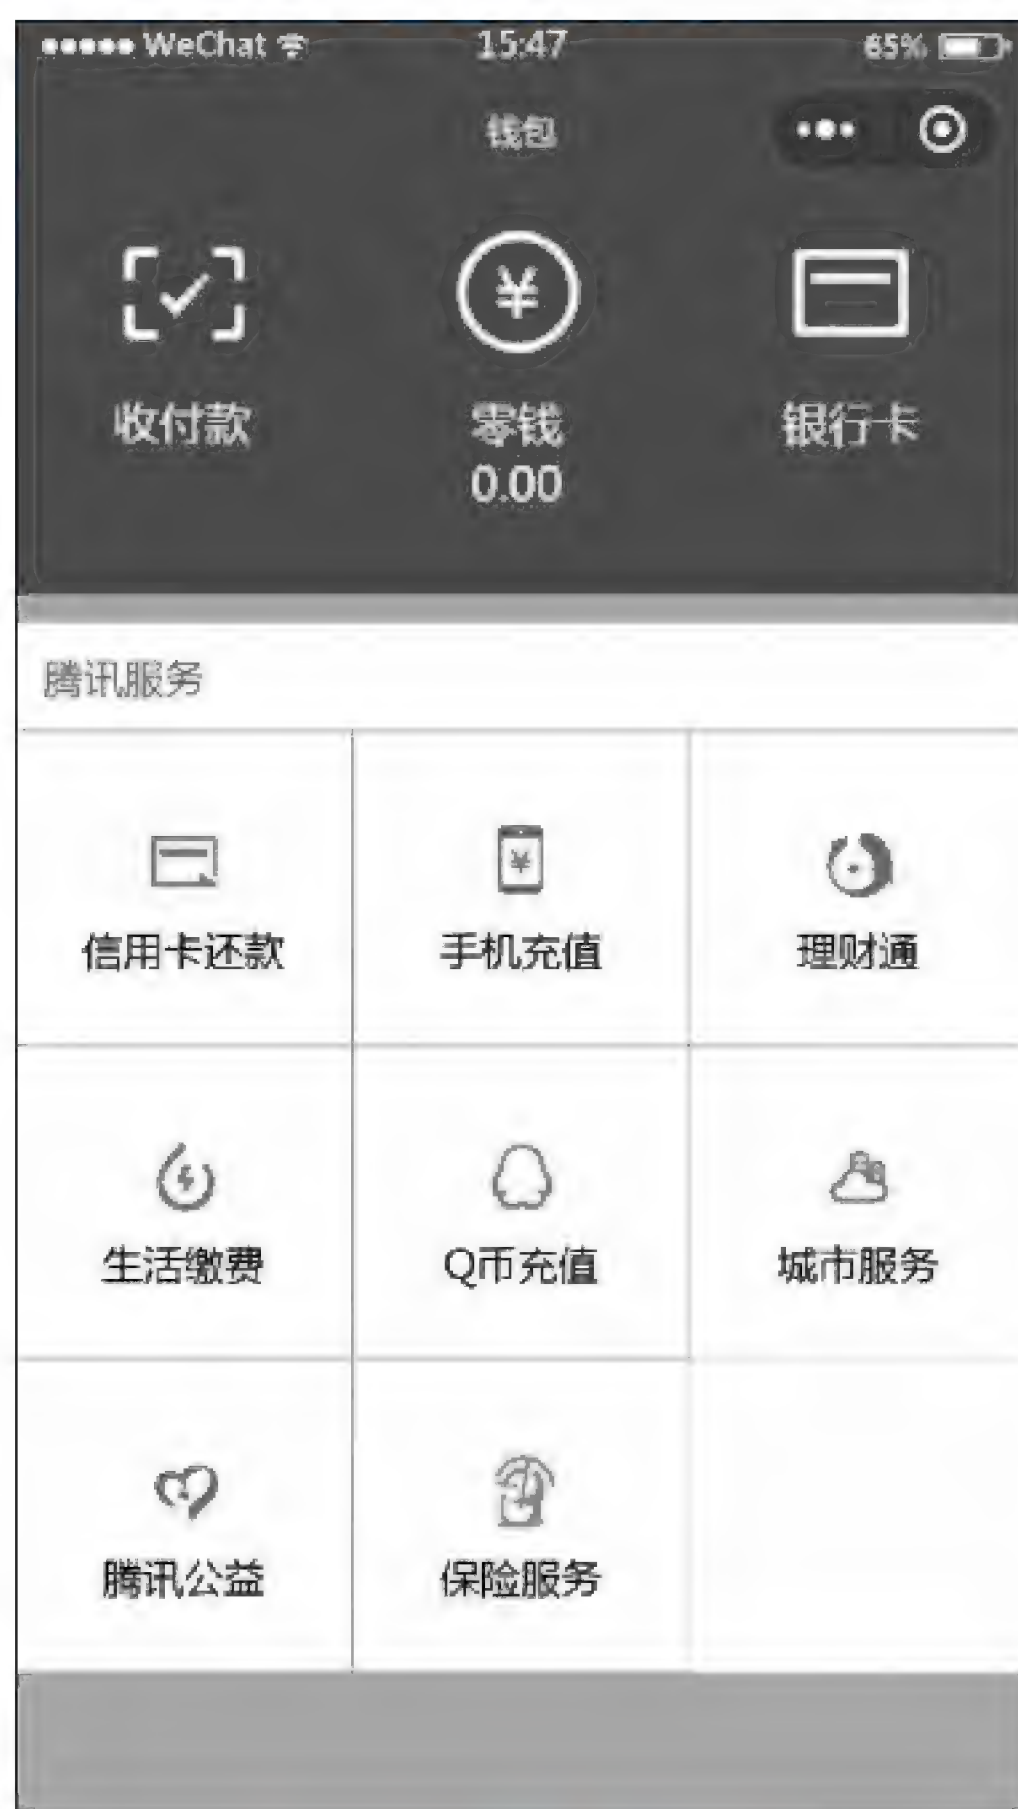 WeChat 15:47 65%
钱包
收付款 零钱 银行卡
0.00
腾讯服务
信用卡还款 手机充值 理财通
生活缴费 Q币充值 城市服务
腾讯公益 保险服务